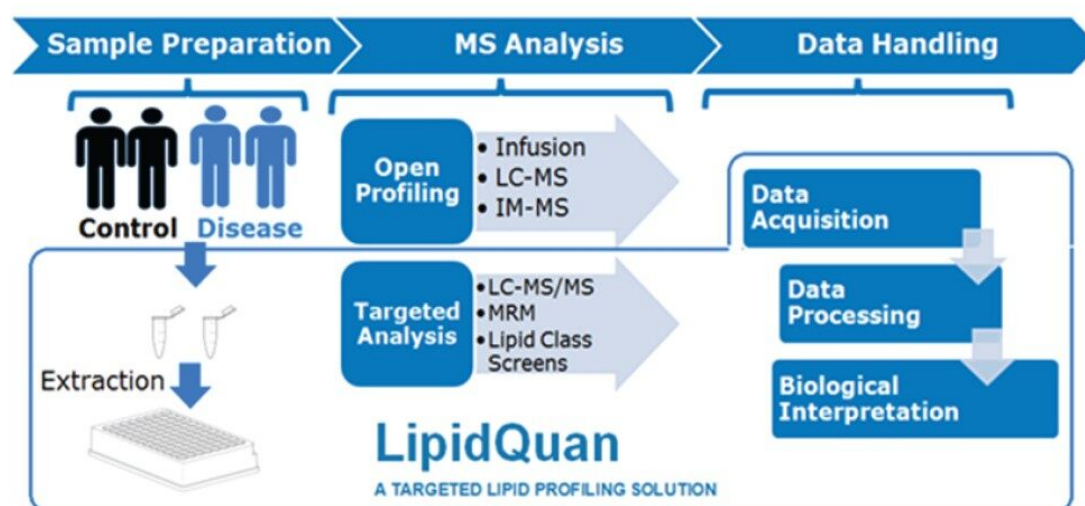 Sample Preparation
MS Analysis
Data Handling
Control Disease
Extraction
Open
Profiling
• Infusion
• LC-MS
• IM-MS
Targeted
Analysis
•LC-MS/MS
•MRM
•Lipid Class
Screens
LipidQuan
A TARGETED LIPID PROFILING SOLUTION
Data
Acquisition
Data
Processing
Biological
Interpretation